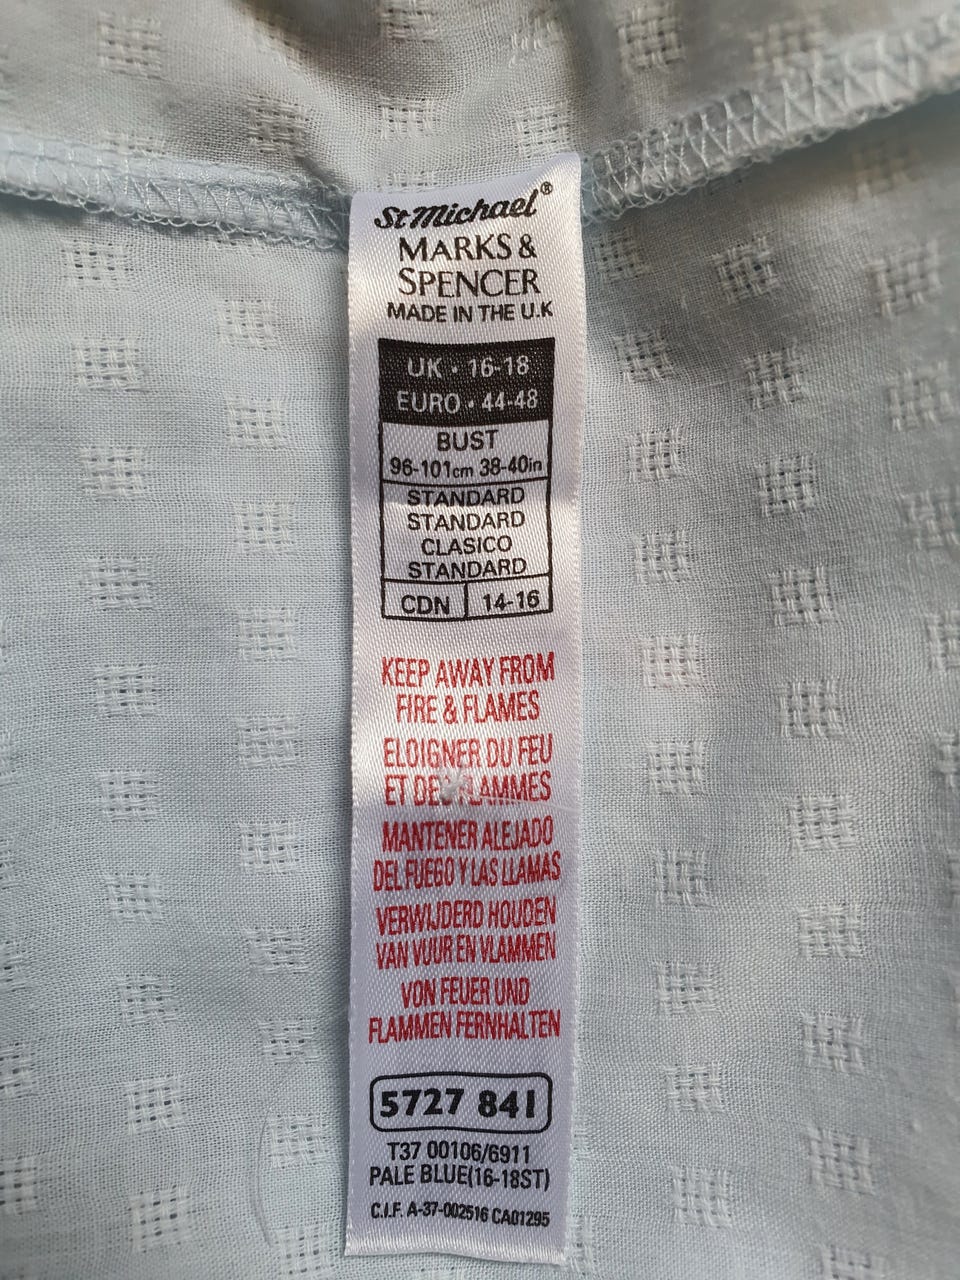 St Michael®
MARKS &
SPENCER
MADE IN THE U.K
UK • 16-18
EURO • 44-48
BUST
96-101cm 38-40in
STANDARD
STANDARD
CLASICO
STANDARD
CDN 14-16
KEEP AWAY FROM
FIRE & FLAMES
ELOIGNER DU FEU
ET DES FLAMMES
MANTENER ALEJADO
DEL FUEGO Y LAS LLAMAS
VERWIJDERD HOUDEN
VAN VUUR EN VLAMMEN
VON FEUER UND
FLAMMEN FERNHALTEN
5727 841
T37 00106/6911
PALE BLUE(16-18ST)
C.I.F. A-37-002516 CA01295